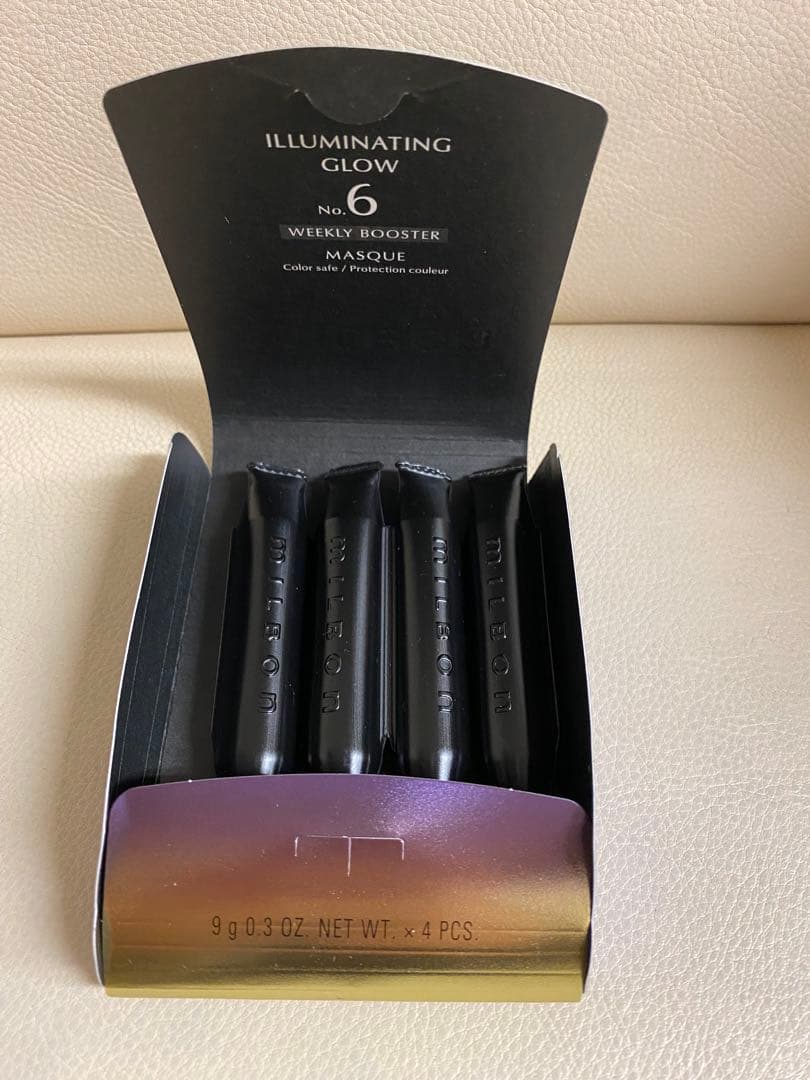 ILLUMINATING
GLOW
No.6
WEEKLY BOOSTER
MASQUE
Color safe / Protection couleur
MILBON
MILBON
MILBON
MILBON
9 g 0.3 OZ. NET WT. × 4 PCS.